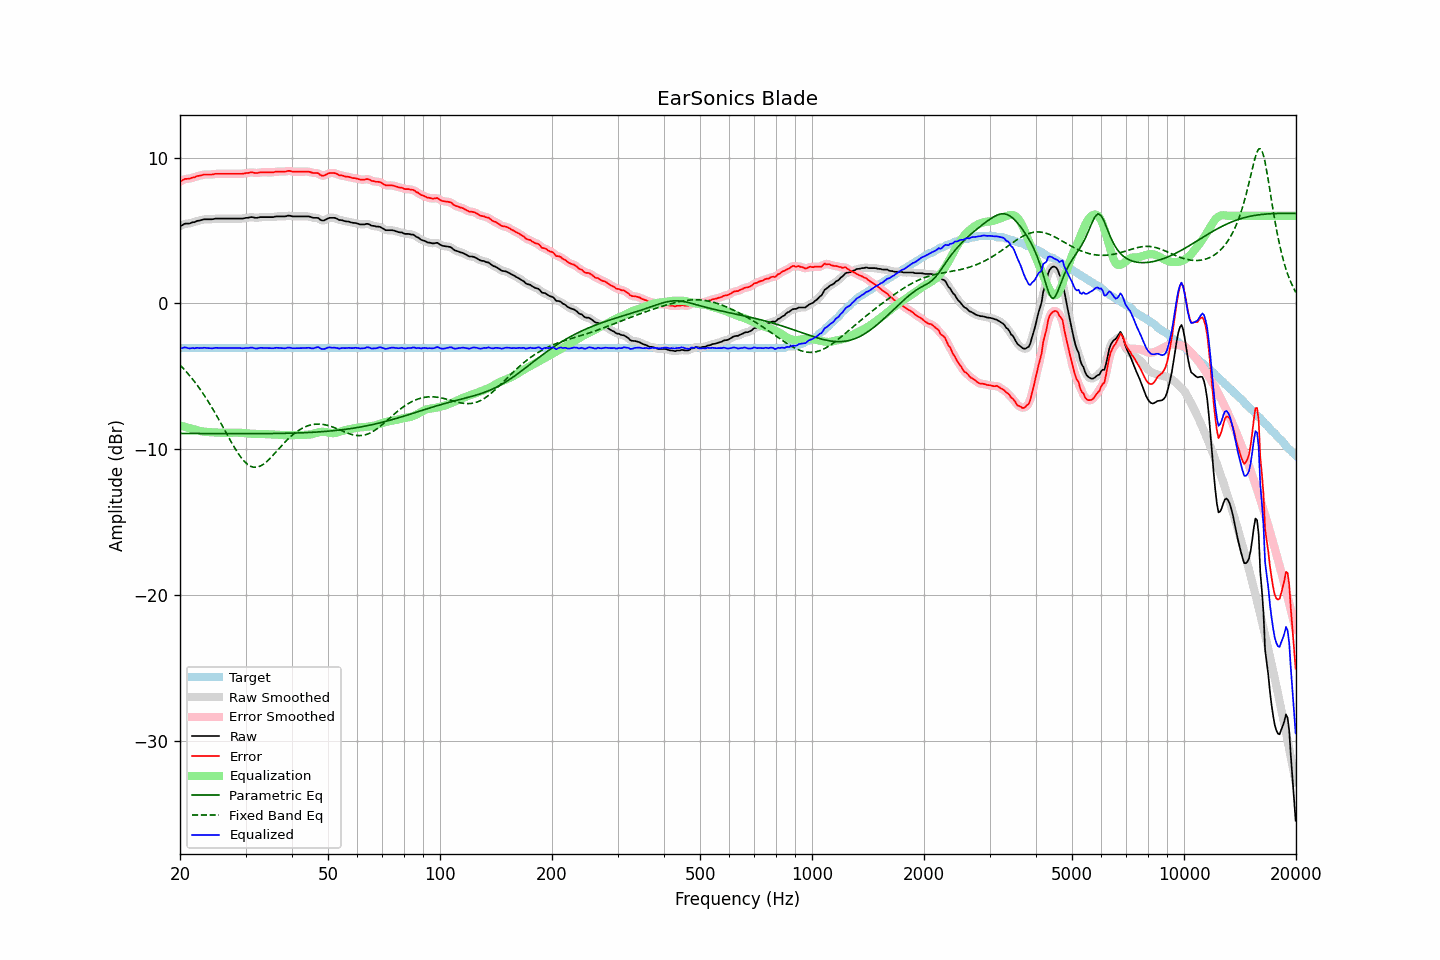 EarSonics Blade
Amplitude (dBr)
10
0
−10
−20
−30
Target
Raw Smoothed
Error Smoothed
Raw
Error
Equalization
Parametric Eq
Fixed Band Eq
Equalized
20 50 100 200 500 1000 2000 5000 10000 20000
Frequency (Hz)